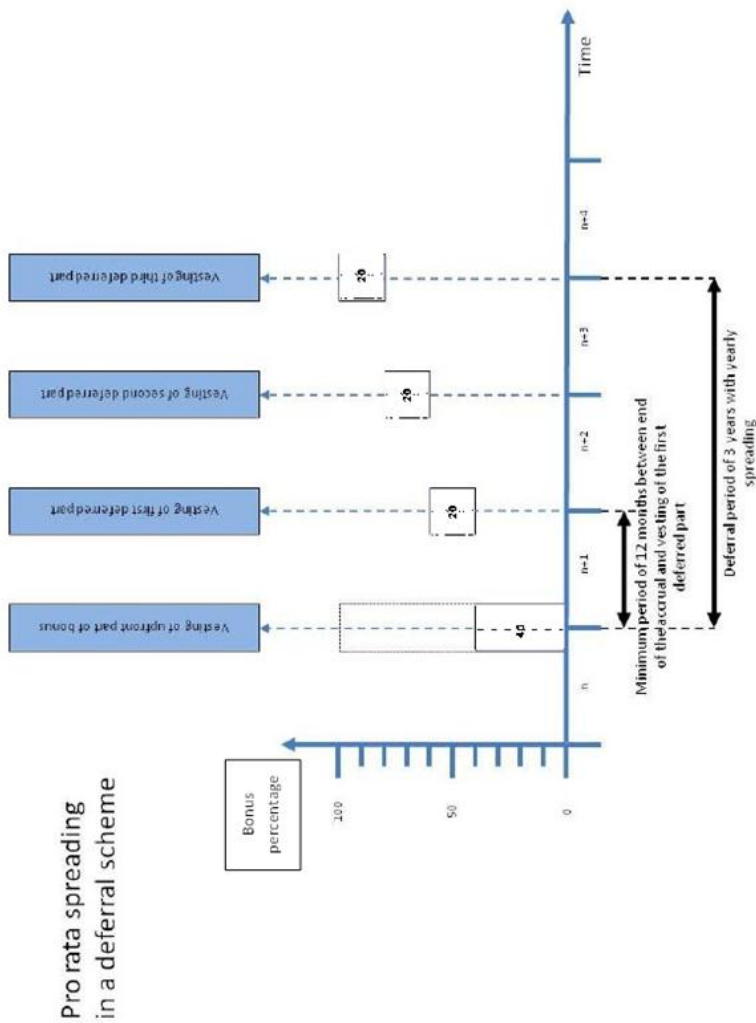 Pro rata spreading
in a deferral scheme
Bonus
percentage
Vesting of upfront part of bonus
Vesting of first deferred part
Vesting of second deferred
part
Vesting of third deferred part
100
50
0
40
20
20
20
n
n+1
n+2
n+3
n+4
Time
Minimum period of 12 months between end
of the accrual and vesting of the first
deferred part
Deferral period of 3 years with yearly
spreading